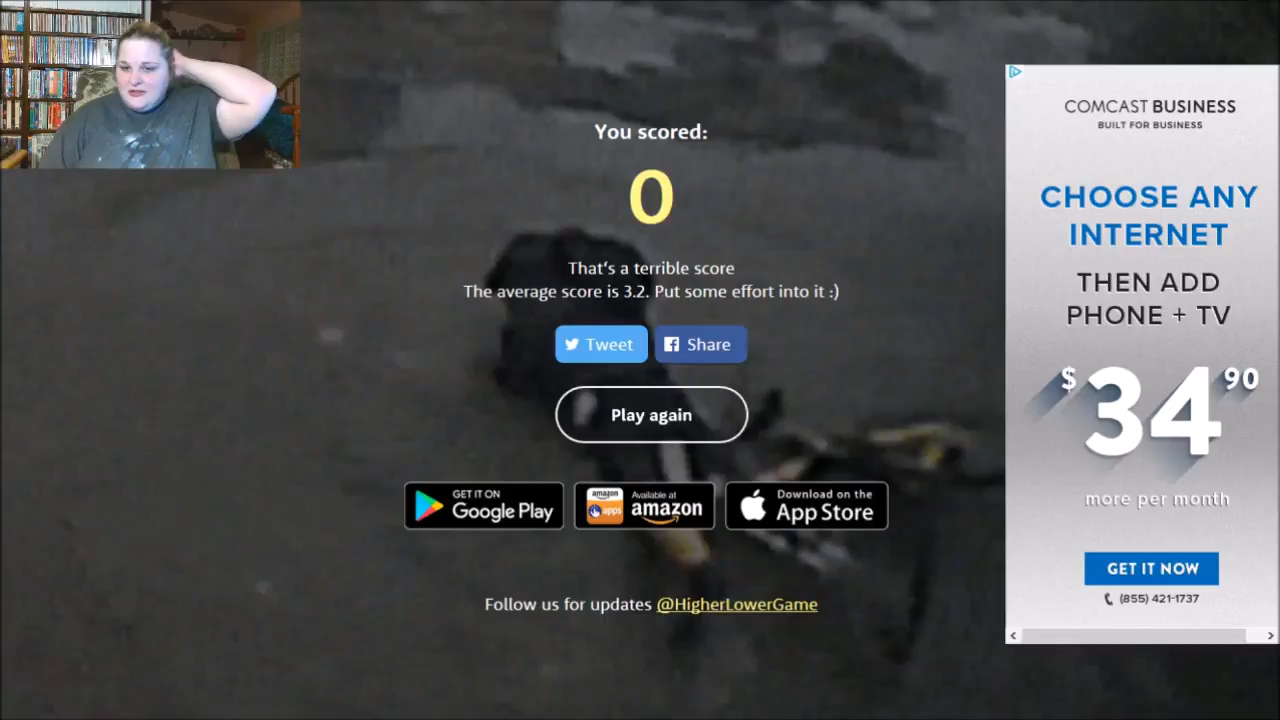 You scored:
0
That's a terrible score
The average score is 3.2. Put some effort into it :)
Tweet
Share
Play again
GET IT ON
Google Play
amazon
apps
Available at
amazon
Download on the
App Store
Follow us for updates @HigherLowerGame
COMCAST BUSINESS
BUILT FOR BUSINESS
CHOOSE ANY
INTERNET
THEN ADD
PHONE + TV
$34.90
more per month
GET IT NOW
(855) 421-1737